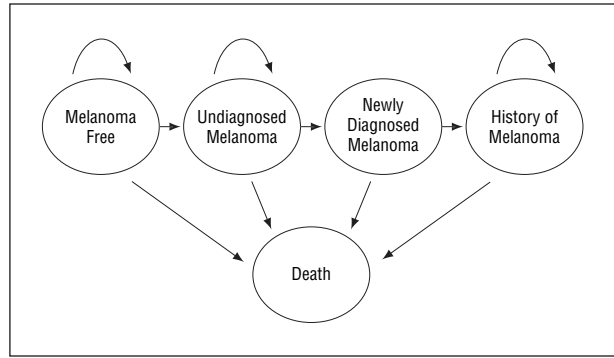 Melanoma
Free
Undiagnosed
Melanoma
Newly
Diagnosed
Melanoma
History of
Melanoma
Death